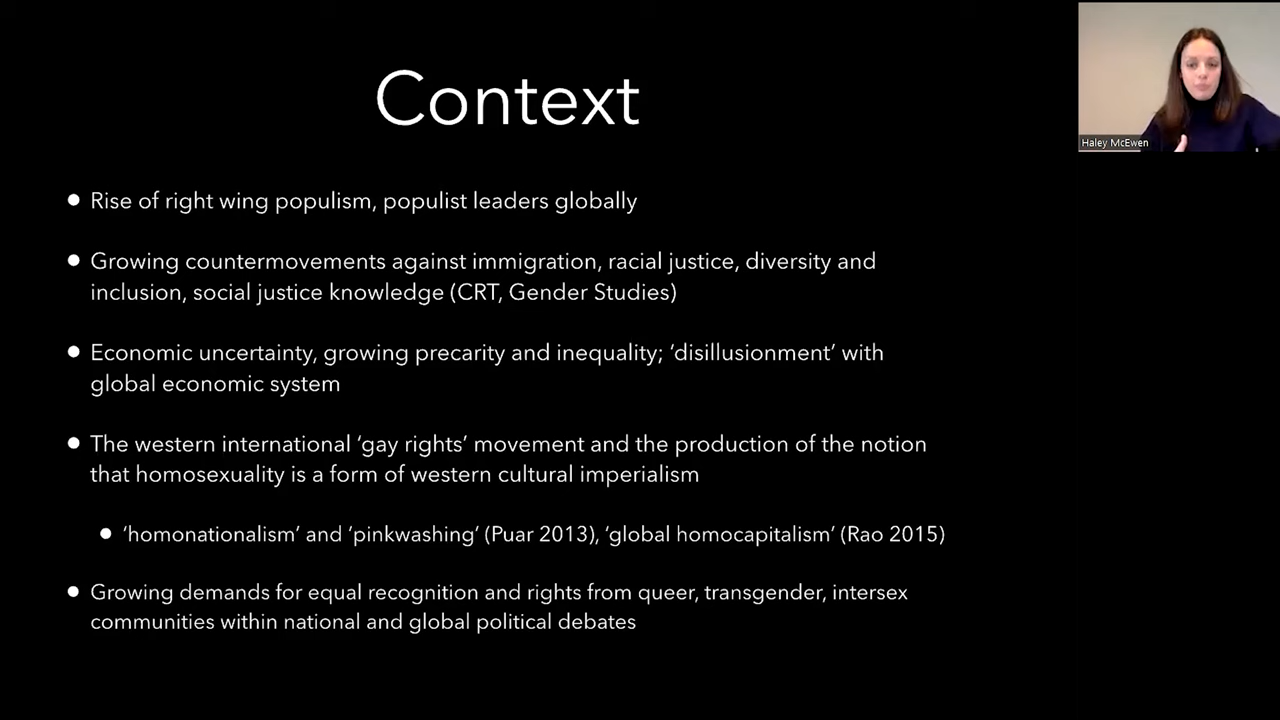 Context
Haley McEwen
• Rise of right wing populism, populist leaders globally
• Growing countermovements against immigration, racial justice, diversity and
inclusion, social justice knowledge (CRT, Gender Studies)
• Economic uncertainty, growing precarity and inequality; ‘disillusionment’ with
global economic system
• The western international ‘gay rights’ movement and the production of the notion
that homosexuality is a form of western cultural imperialism
• ‘homonationalism’ and ‘pinkwashing’ (Puar 2013), ‘global homocapitalism’ (Rao 2015)
• Growing demands for equal recognition and rights from queer, transgender, intersex
communities within national and global political debates